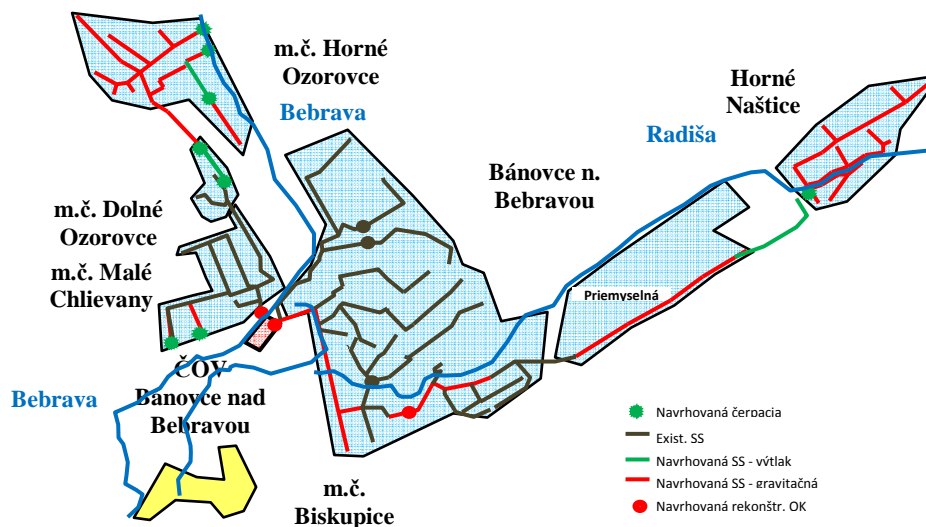 m.č. Horné
Ozorovce
Bebrava
Horné
Naštice
Radiša
Bánovce n.
Bebravou
m.č. Dolné
Ozorovce
m.č. Malé
Chlievany
Priemyselná
ČOV
Bánovce nad
Bebravou
Bebrava
m.č.
Biskupice
Navrhovaná čerpacia
Exist. SS
Navrhovaná SS - výtlak
Navrhovaná SS - gravitačná
Navrhovaná rekonštr. OK